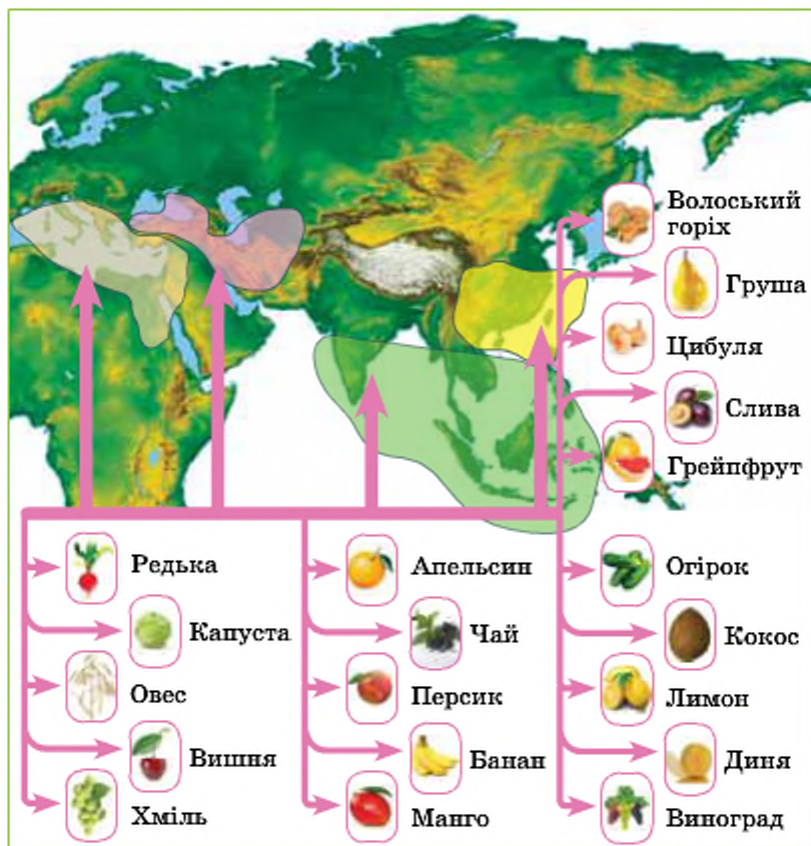 Волоський
горіх
Груша
Цибуля
Слива
Грейпфрут
Редька
Капуста
Овес
Вишня
Хміль
Апельсин
Чай
Персик
Банан
Манго
Огірок
Кокос
Лимон
Диня
Виноград